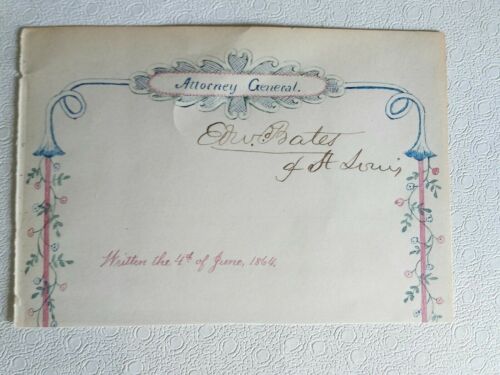 Attorney General.
Edw. Bates
of St Louis
Written the 4th of June, 1864.